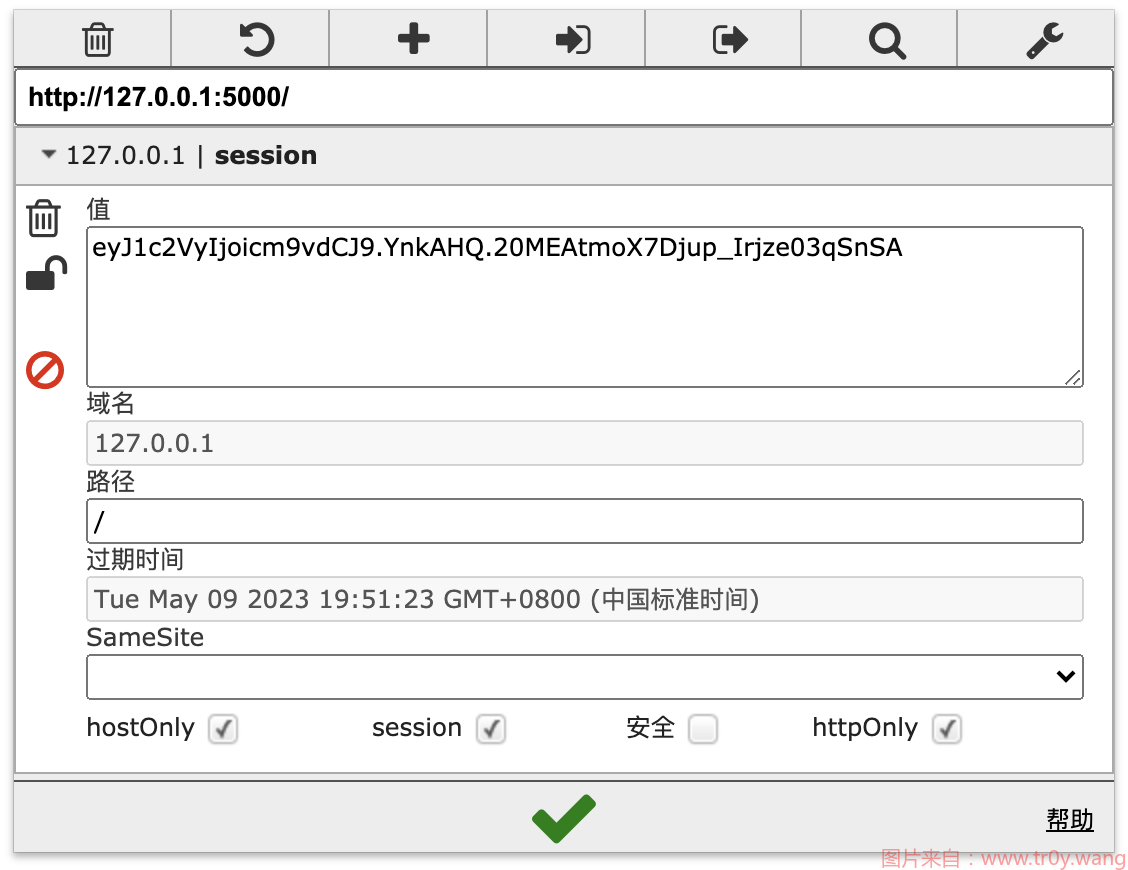 http://127.0.0.1:5000/
127.0.0.1 | session
值
eyJ1c2VyIjoicm9vdCJ9.YnkAHQ.20MEAtmoX7Djup_Irjze03qSnSA
域名
127.0.0.1
路径
/
过期时间
Tue May 09 2023 19:51:23 GMT+0800 (中国标准时间)
SameSite
hostOnly session 安全 httpOnly
帮助
图片来自：www.tr0y.wang